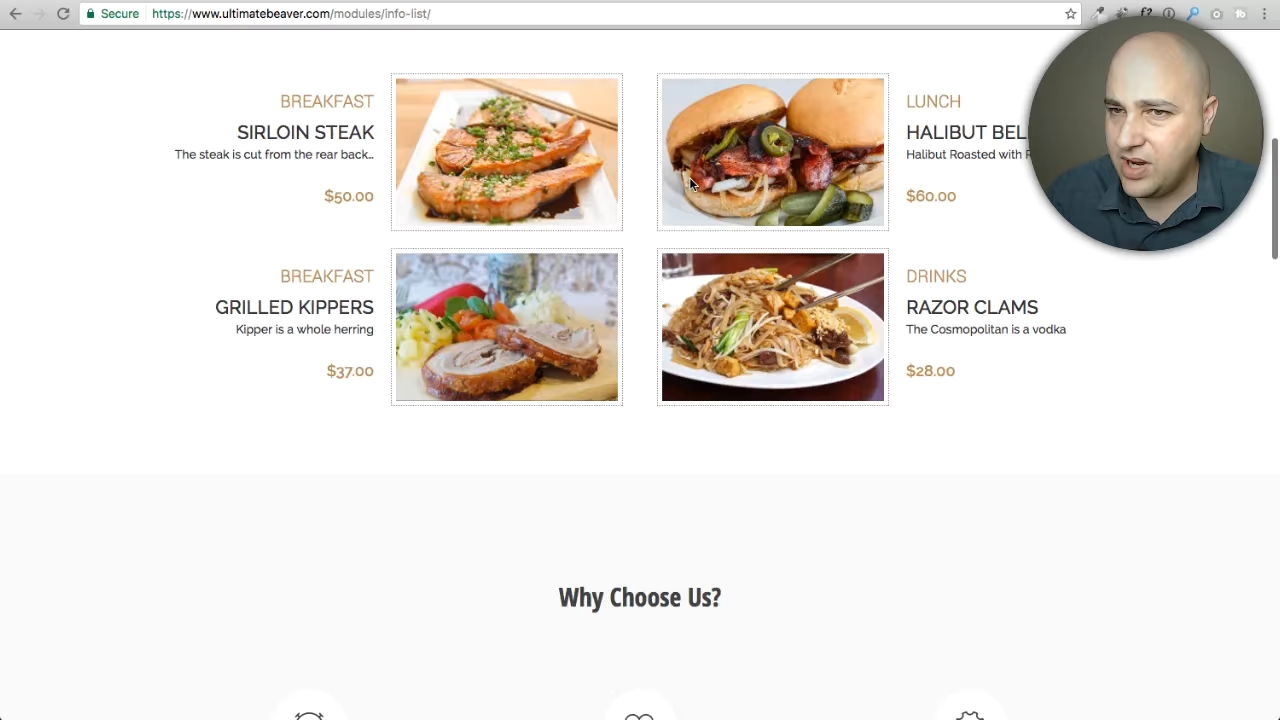 Secure https://www.ultimatebeaver.com/modules/info-list/
BREAKFAST
SIRLOIN STEAK
The steak is cut from the rear back...
$50.00
LUNCH
HALIBUT
Halibut Roasted with
$60.00
BREAKFAST
GRILLED KIPPERS
Kipper is a whole herring
$37.00
DRINKS
RAZOR CLAMS
The Cosmopolitan is a vodka
$28.00
Why Choose Us?